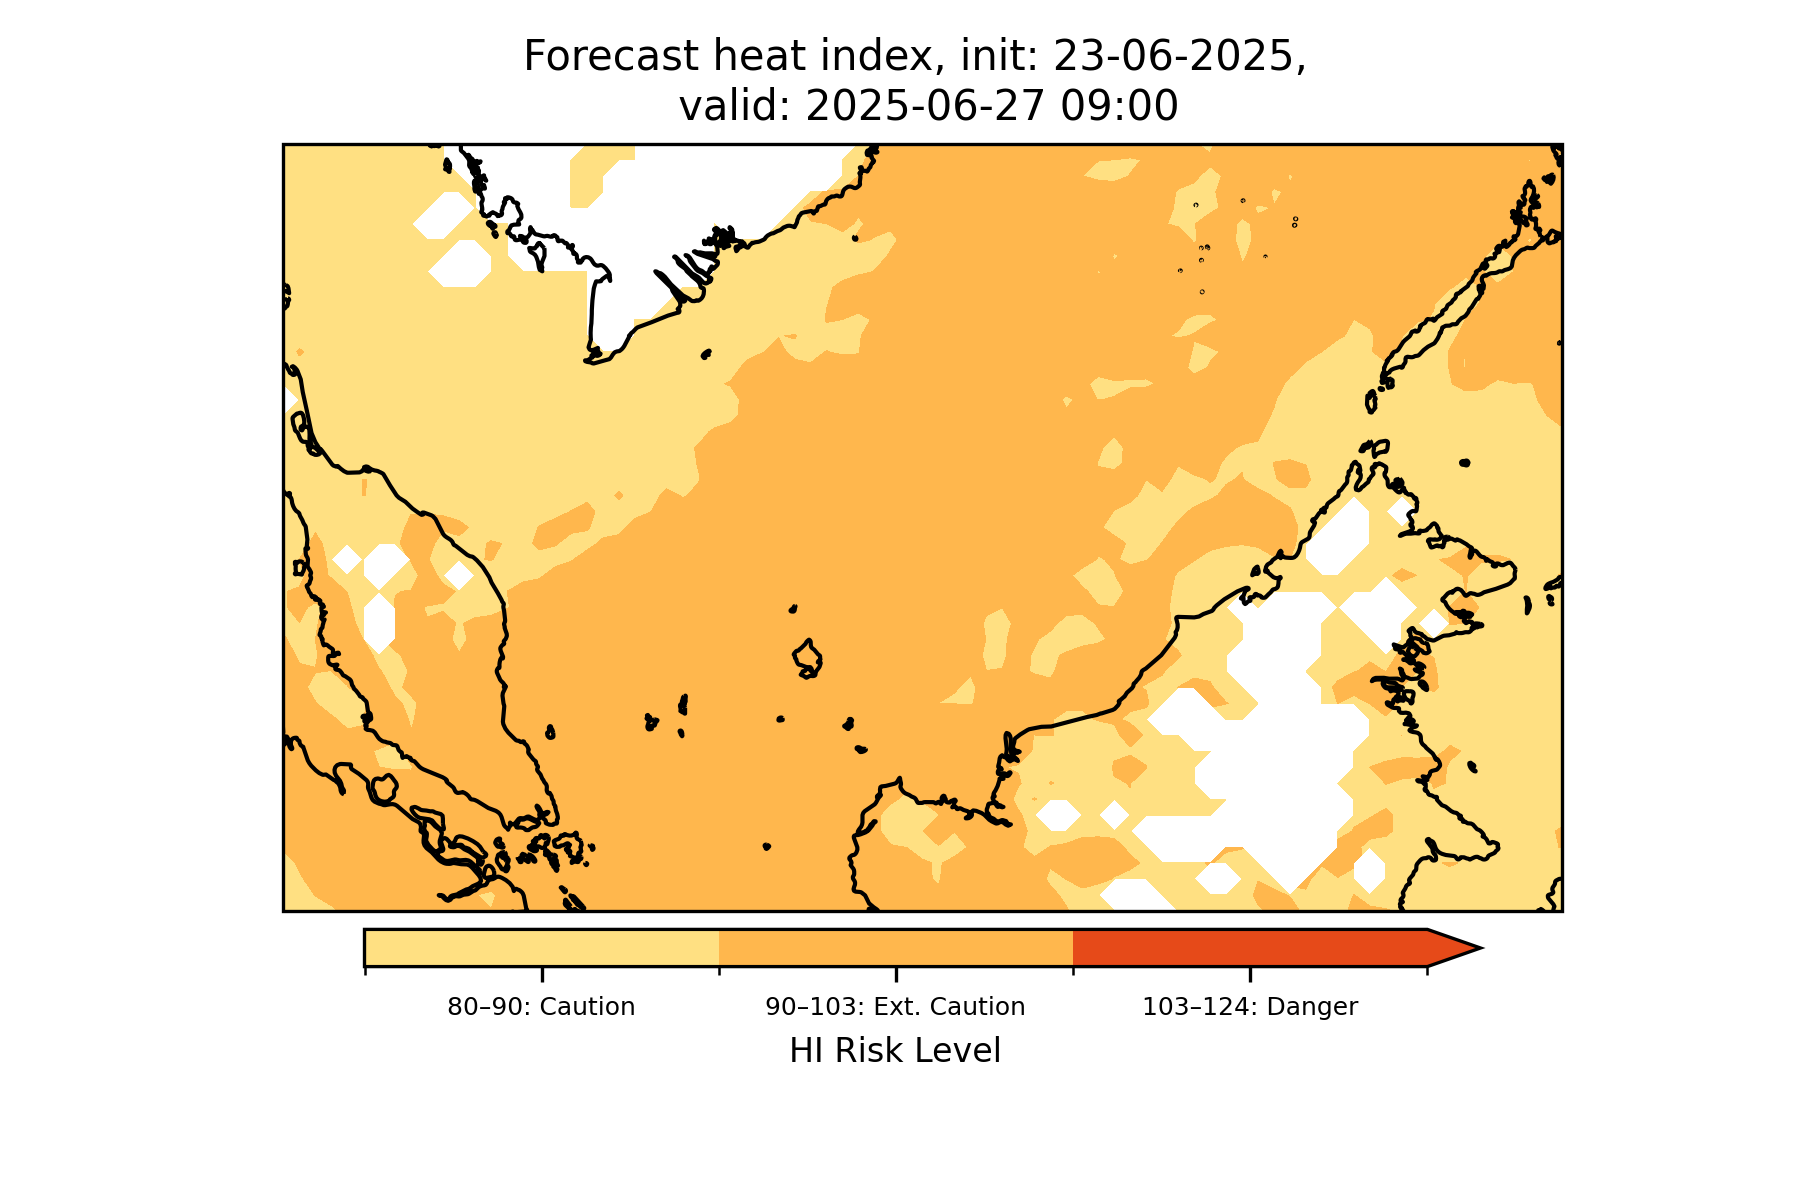 Forecast heat index, init: 23-06-2025,
valid: 2025-06-27 09:00
80–90: Caution
90–103: Ext. Caution
103–124: Danger
HI Risk Level